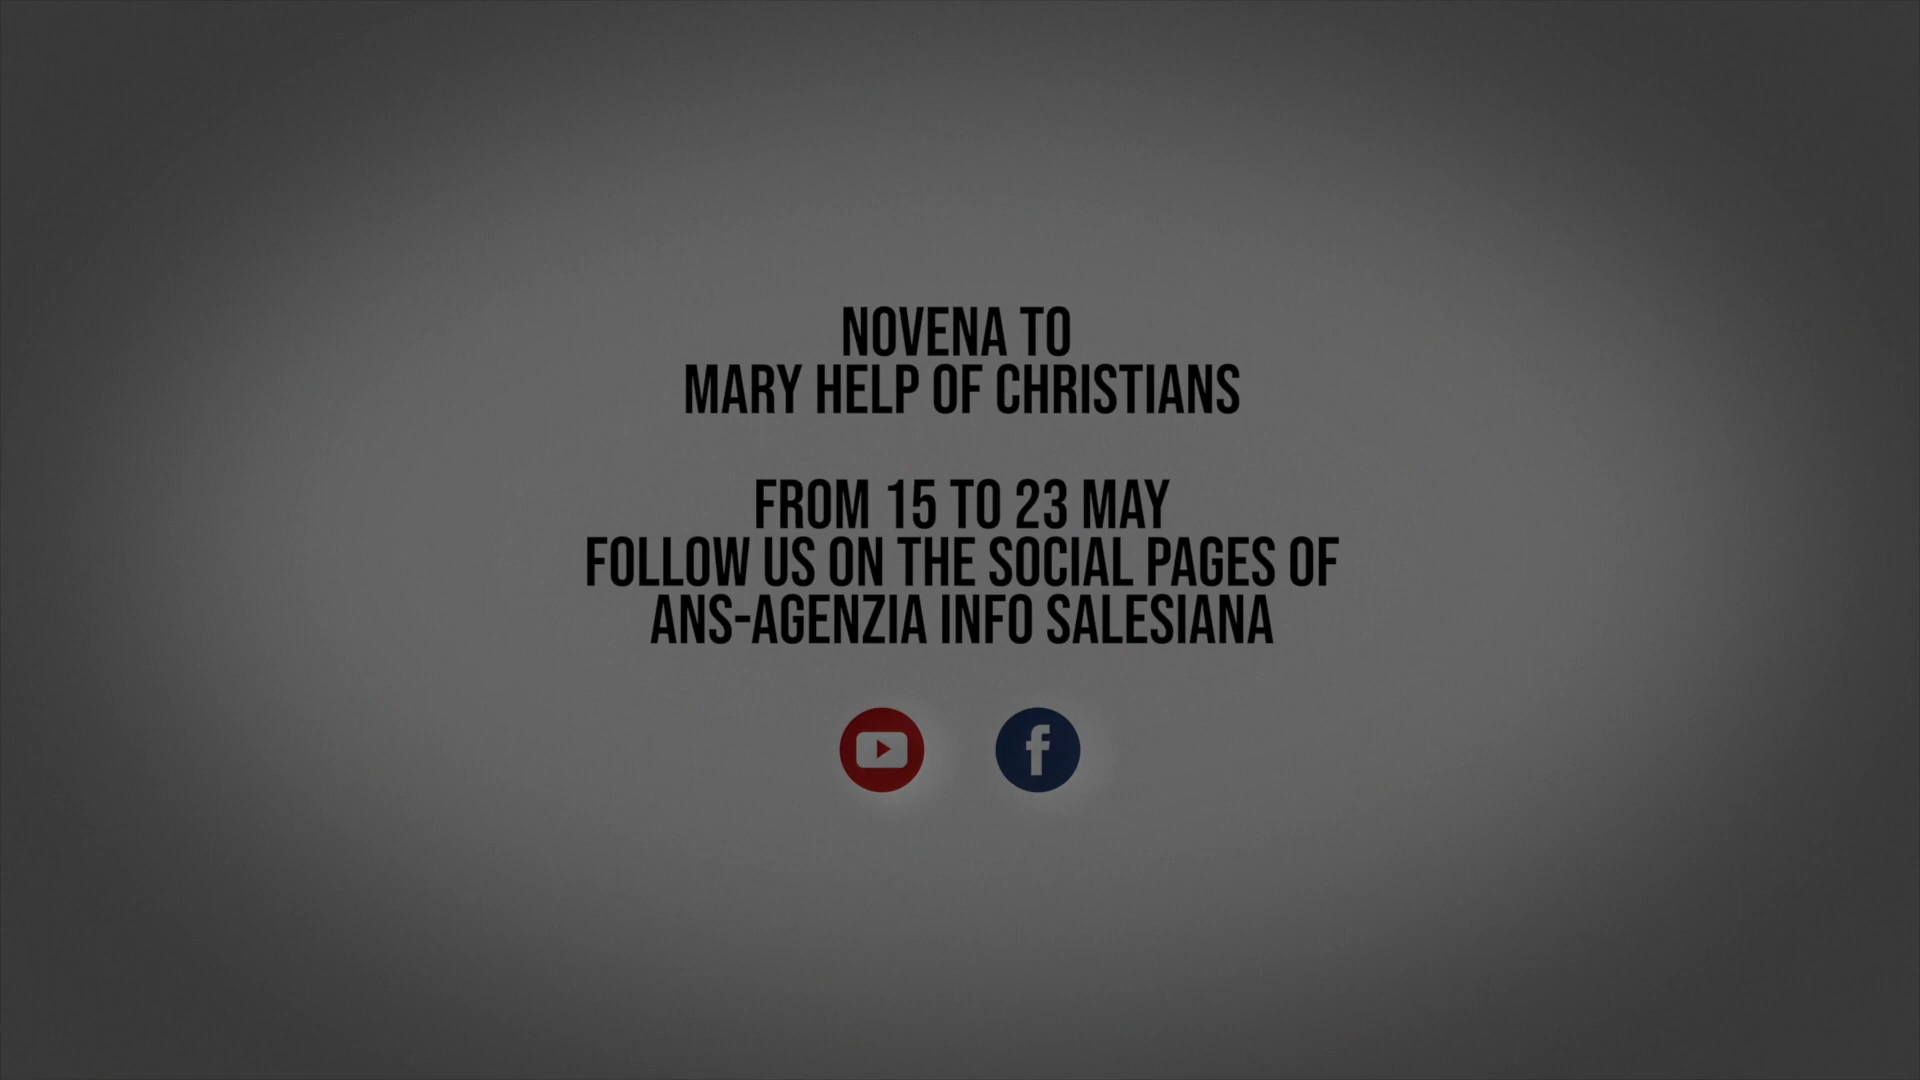 NOVENA TO
MARY HELP OF CHRISTIANS
FROM 15 TO 23 MAY
FOLLOW US ON THE SOCIAL PAGES OF
ANS-AGENZIA INFO SALESIANA